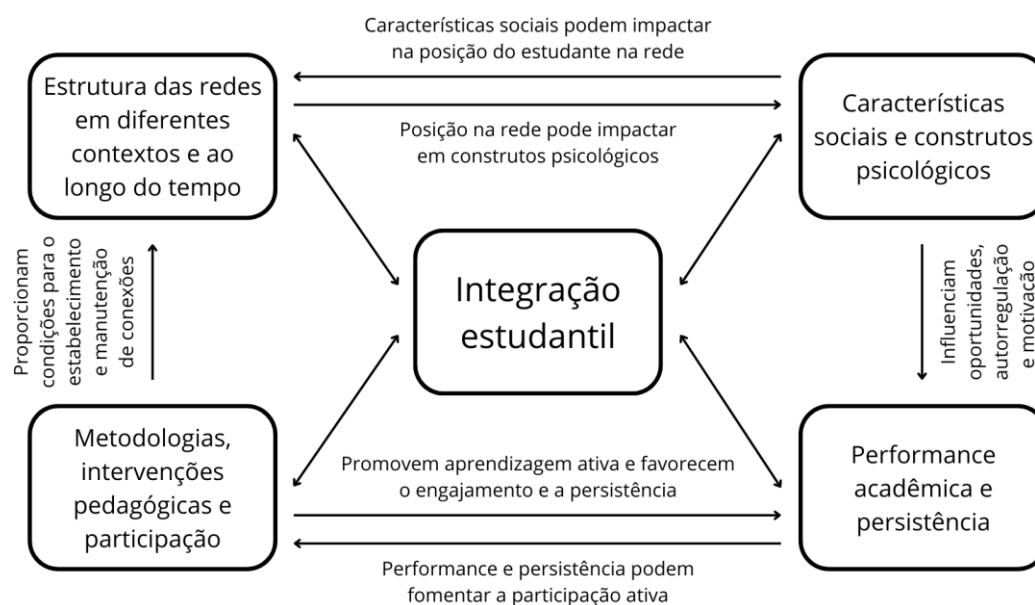 Características sociais podem impactar
na posição do estudante na rede
Estrutura das redes
em diferentes
contextos e ao
longo do tempo
Posição na rede pode impactar
em construtos psicológicos
Características
sociais e construtos
psicológicos
Proporcionam
condições para o
estabelecimento
e manutenção
de conexões
Integração
estudantil
Influenciam
oportunidades,
autorregulação
e motivação
Metodologias,
intervenções
pedagógicas e
participação
Promovem aprendizagem ativa e favorecem
o engajamento e a persistência
Performance
acadêmica e
persistência
Performance e persistência podem
fomentar a participação ativa